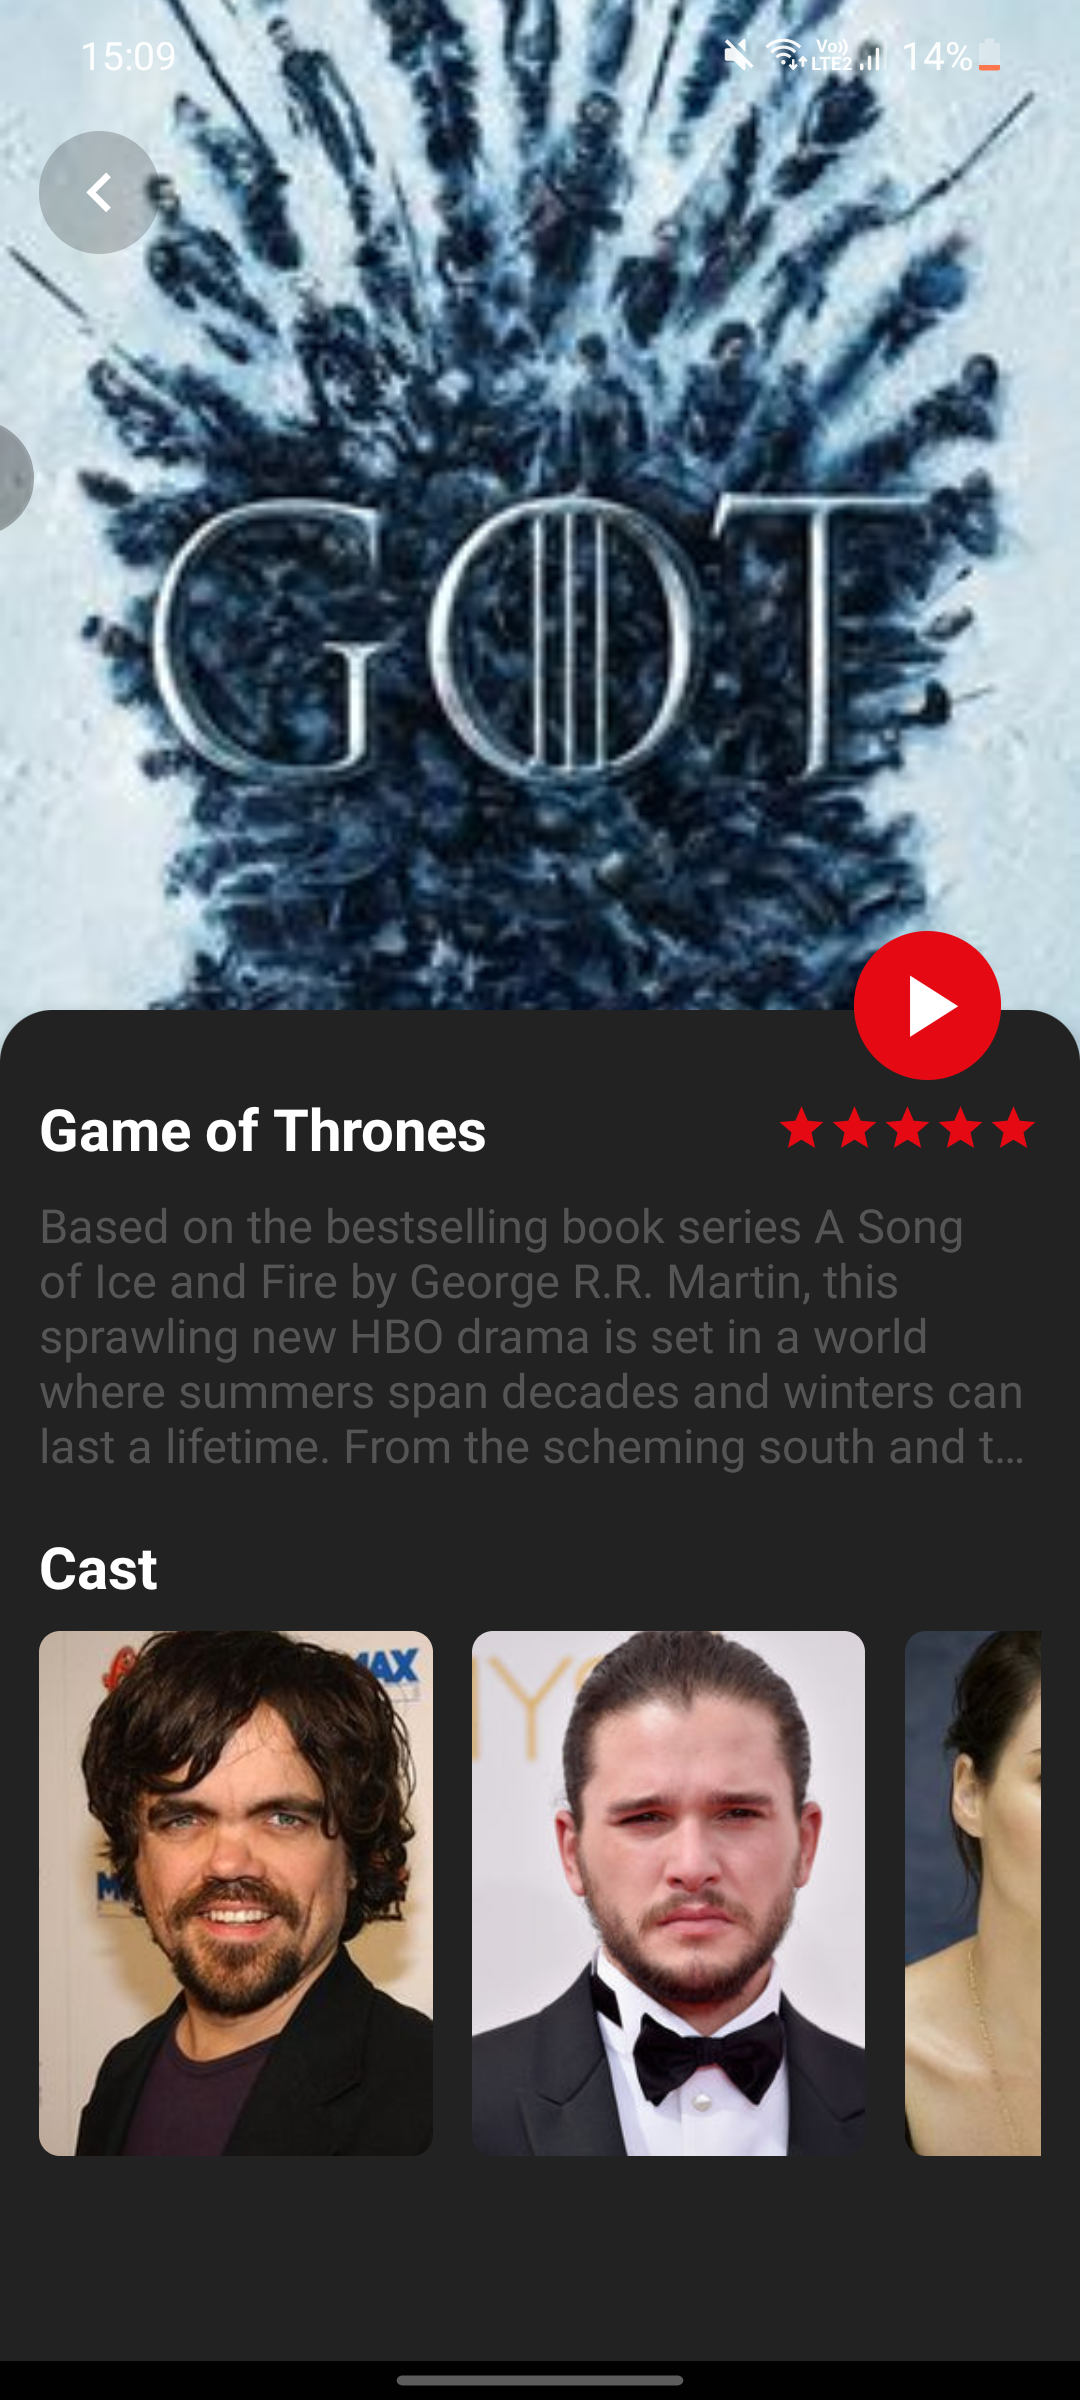 15:09
Vo))
LTE2
14%
GOT
Game of Thrones
Based on the bestselling book series A Song
of Ice and Fire by George R.R. Martin, this
sprawling new HBO drama is set in a world
where summers span decades and winters can
last a lifetime. From the scheming south and t...
Cast
MAX
MY
M